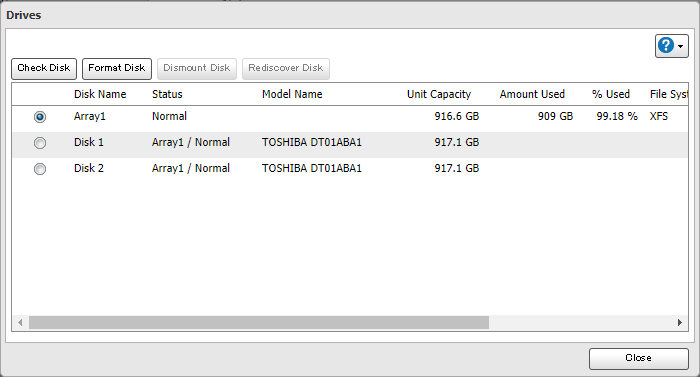 Drives
?
Check Disk Format Disk Dismount Disk Rediscover Disk
Disk Name Status Model Name Unit Capacity Amount Used % Used File Syst
Array1 Normal 916.6 GB 909 GB 99.18 % XFS
Disk 1 Array1 / Normal TOSHIBA DT01ABA1 917.1 GB
Disk 2 Array1 / Normal TOSHIBA DT01ABA1 917.1 GB
Close